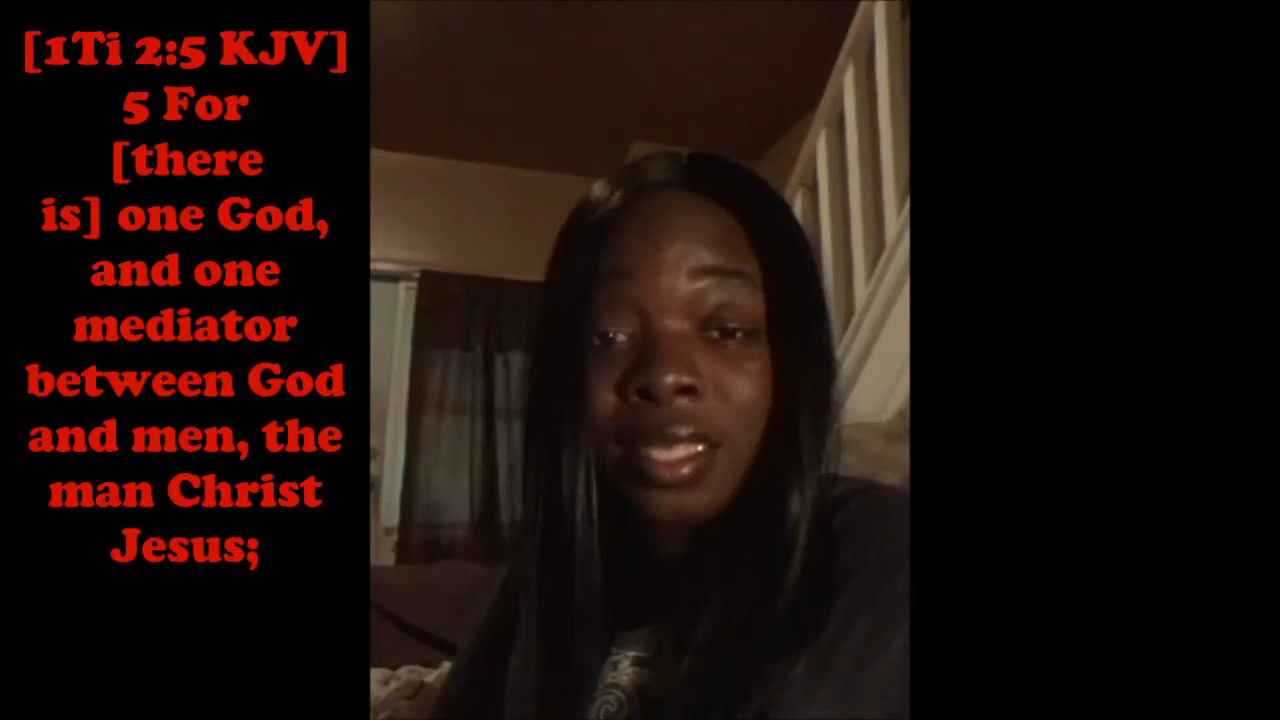 [1Ti 2:5 KJV]
5 For
[there
is] one God,
and one
mediator
between God
and men, the
man Christ
Jesus;